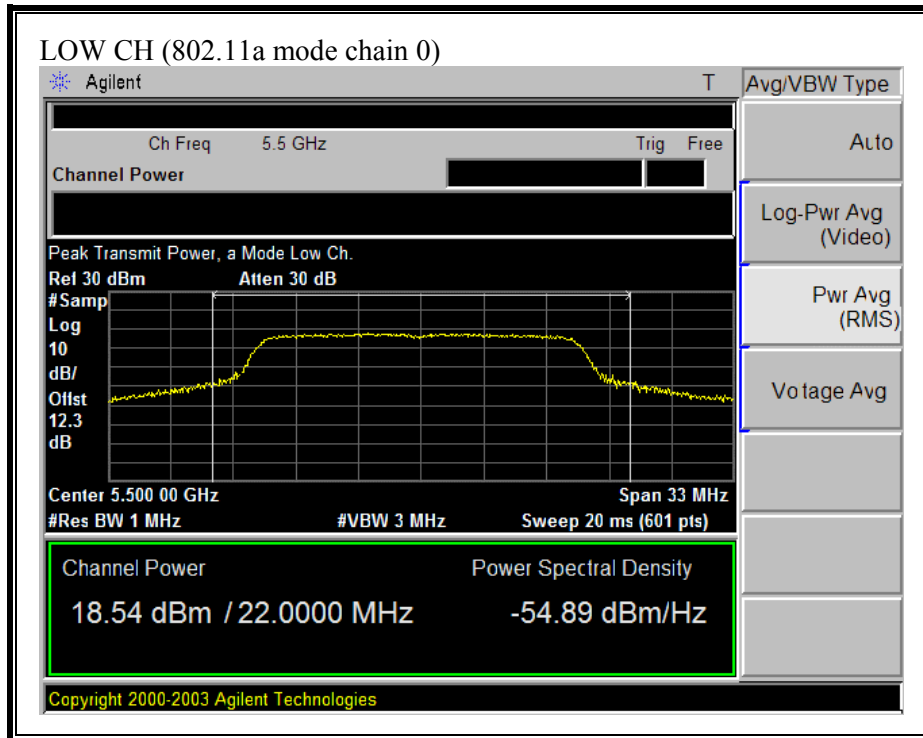 LOW CH (802.11a mode chain 0)
Agilent T
Avg/VBW Type
Ch Freq 5.5 GHz Trig Free
Channel Power
Auto
Log-Pwr Avg
(Video)
Pwr Avg
(RMS)
Votage Avg
Peak Transmit Power, a Mode Low Ch.
Ref 30 dBm Atten 30 dB
#Samp
Log
10
dB/
Offst
12.3
dB
Center 5.500 00 GHz Span 33 MHz
#Res BW 1 MHz #VBW 3 MHz Sweep 20 ms (601 pts)
Channel Power Power Spectral Density
18.54 dBm / 22.0000 MHz -54.89 dBm/Hz
Copyright 2000-2003 Agilent Technologies